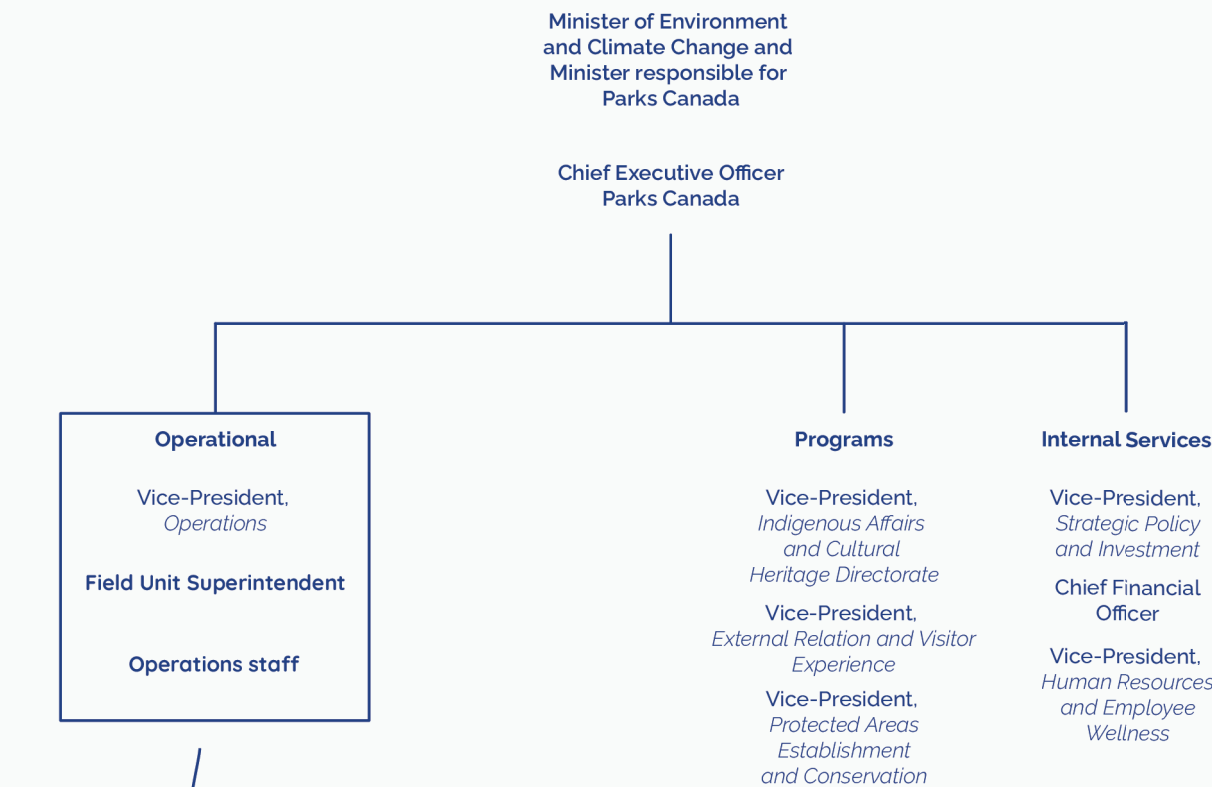 Minister of Environment
and Climate Change and
Minister responsible for
Parks Canada
Chief Executive Officer
Parks Canada
Operational
Vice-President,
Operations
Field Unit Superintendent
Operations staff
Programs
Vice-President,
Indigenous Affairs
and Cultural
Heritage Directorate
Vice-President,
External Relation and Visitor
Experience
Vice-President,
Protected Areas
Establishment
and Conservation
Internal Services
Vice-President,
Strategic Policy
and Investment
Chief Financial
Officer
Vice-President,
Human Resources
and Employee
Wellness